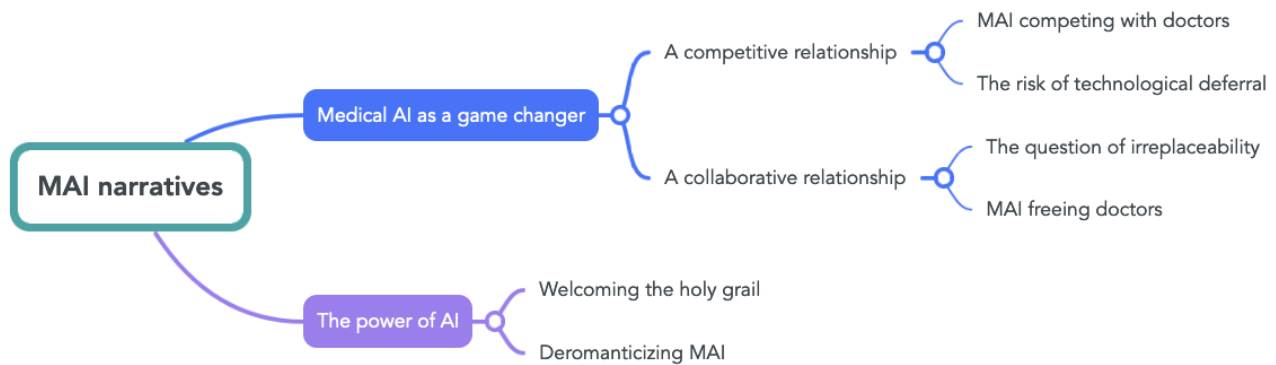 MAI narratives
Medical AI as a game changer
A competitive relationship
MAI competing with doctors
The risk of technological deferral
A collaborative relationship
The question of irreplaceability
MAI freeing doctors
The power of AI
Welcoming the holy grail
Deromanticizing MAI